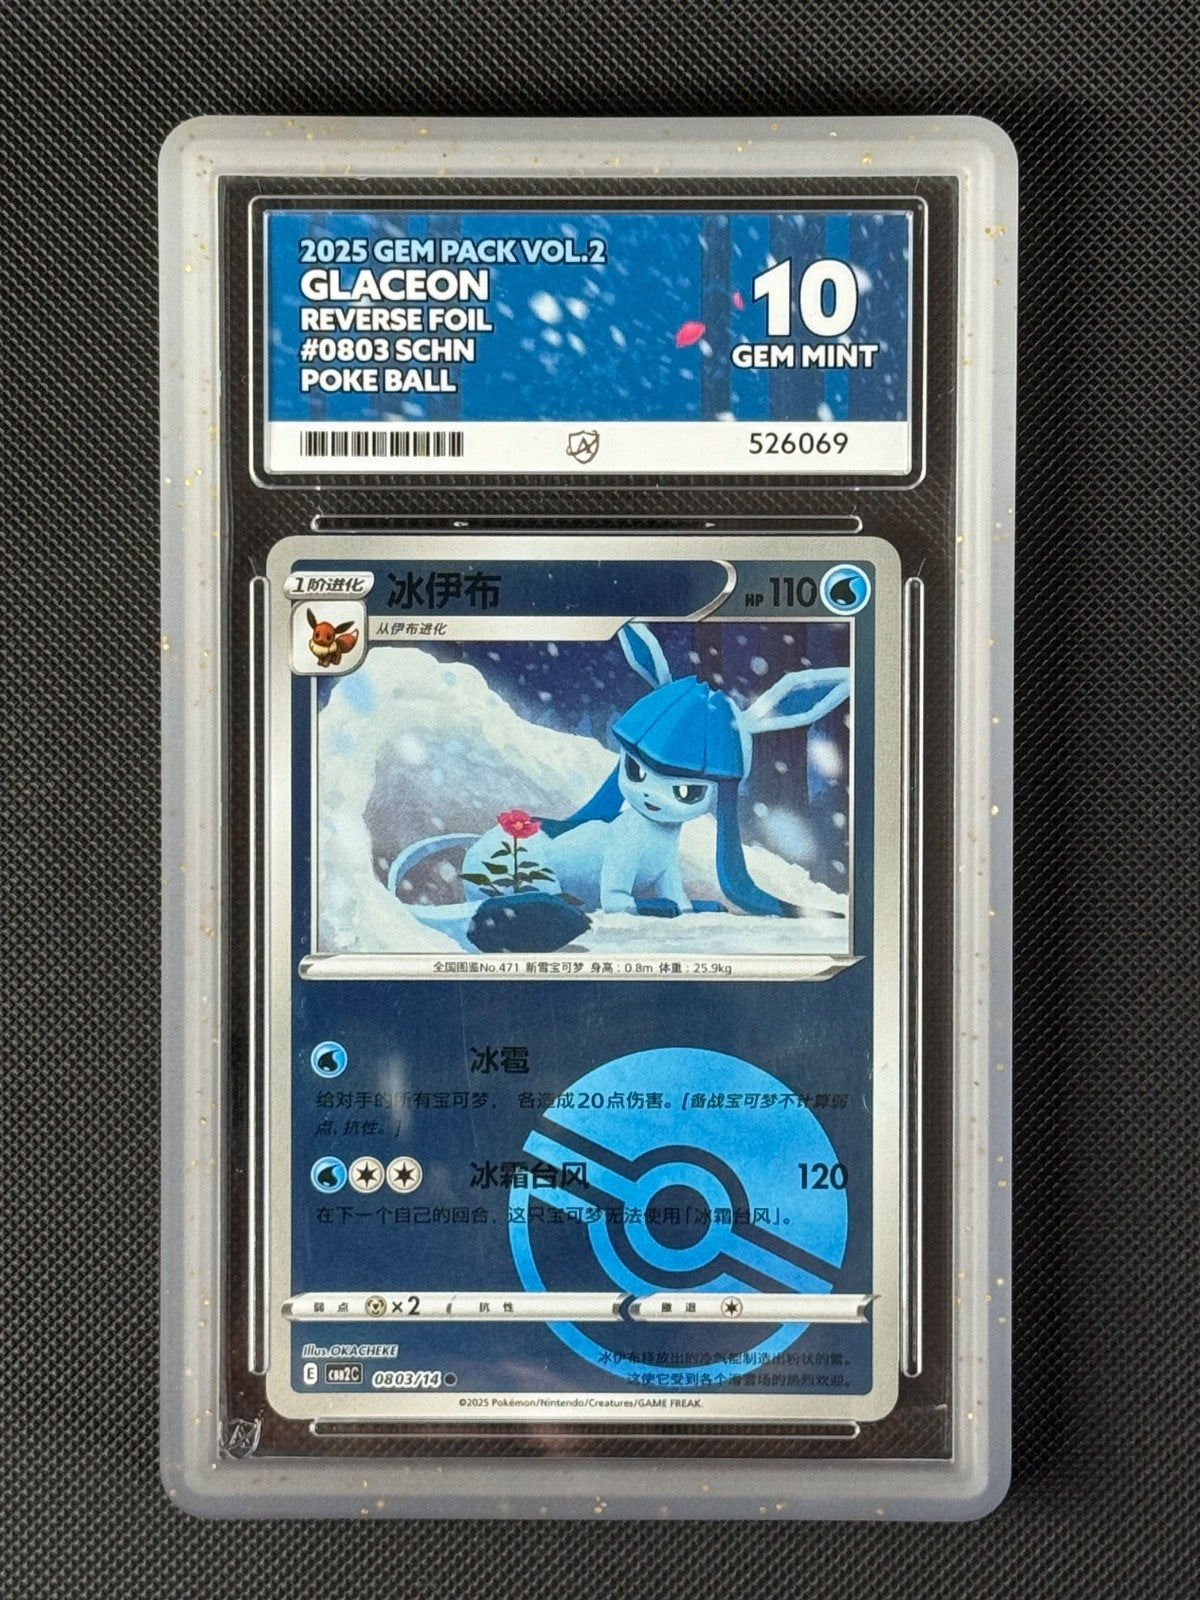 2025 GEM PACK VOL.2
GLACEON
REVERSE FOIL
#0803 SCHN
POKE BALL
10
GEM MINT
526069
1阶进化
冰伊布
HP 110
从伊布进化
全国图鉴No.471 新雪宝可梦 身高：0.8m 体重：25.9kg
冰雹
给对手的所有宝可梦，各造成20点伤害。[备战宝可梦不计算弱
点、抗性。]
冰霜台风 120
在下一个自己的回合，这只宝可梦无法使用「冰霜台风」。
弱点 ×2 抗性 撤退
Illus. OKACHEKE
冰伊布释放出的冷气能制造出粉状的雪。
E CBB2C 0803/14
这使它受到各个滑雪场的热烈欢迎。
©2025 Pokémon/Nintendo/Creatures/GAME FREAK.